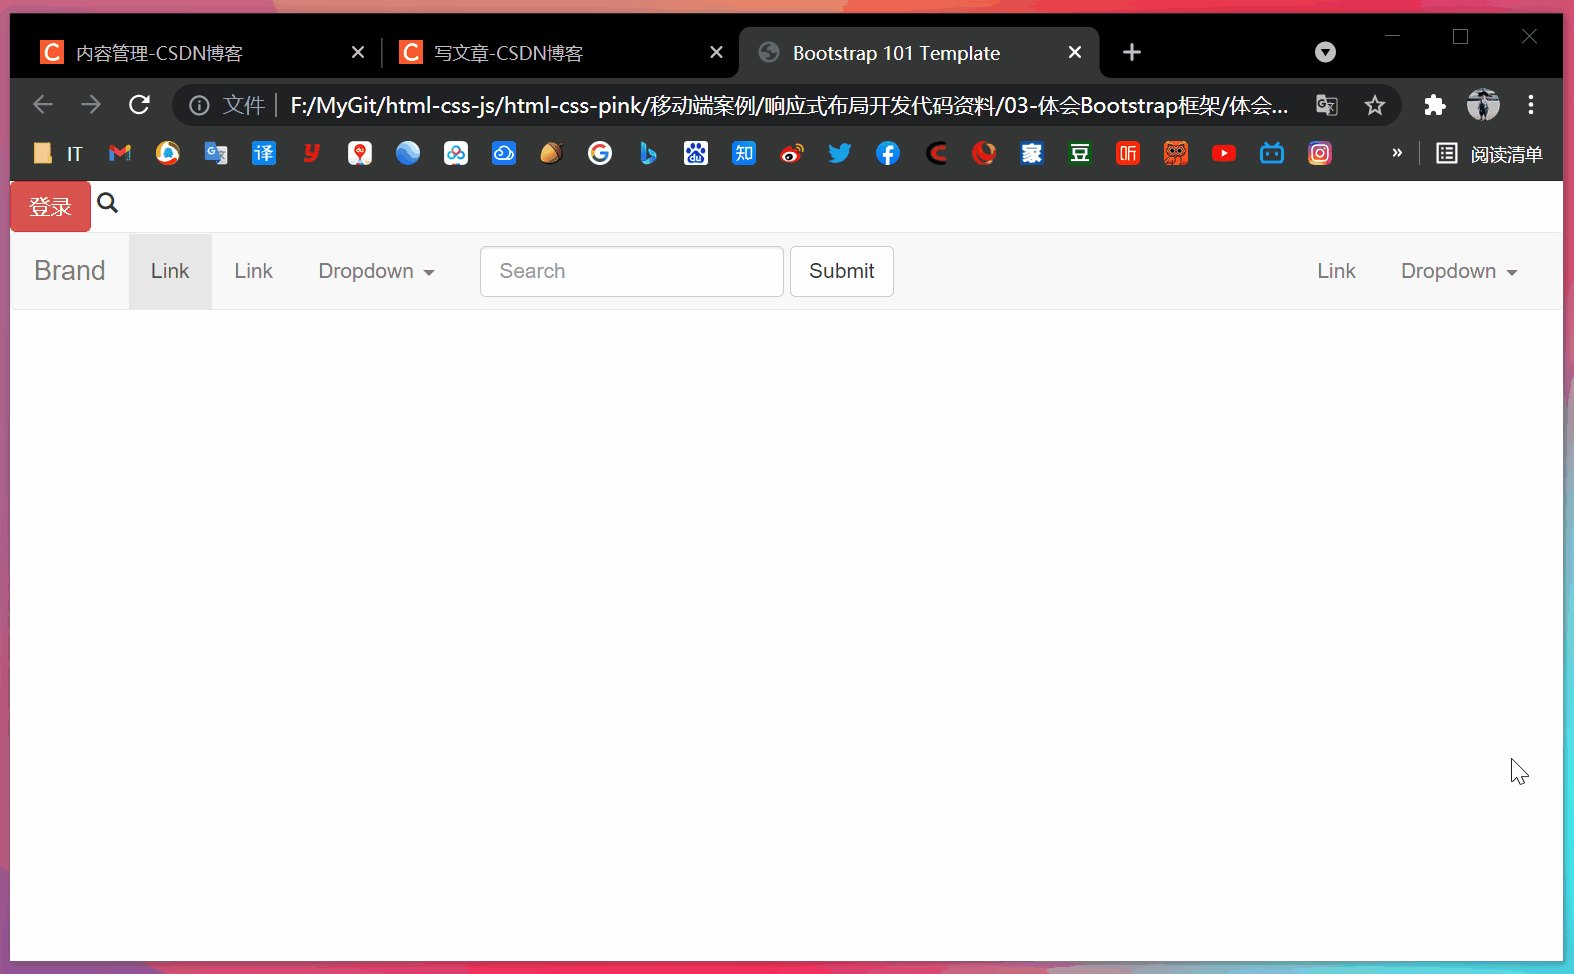 内容管理-CSDN博客
写文章-CSDN博客
Bootstrap 101 Template
文件 | F:/MyGit/html-css-js/html-css-pink/移动端案例/响应式布局开发代码资料/03-体会Bootstrap框架/体会...
IT
译
du
知
家
豆
听
»
阅读清单
登录
Brand Link Link Dropdown Search Submit Link Dropdown